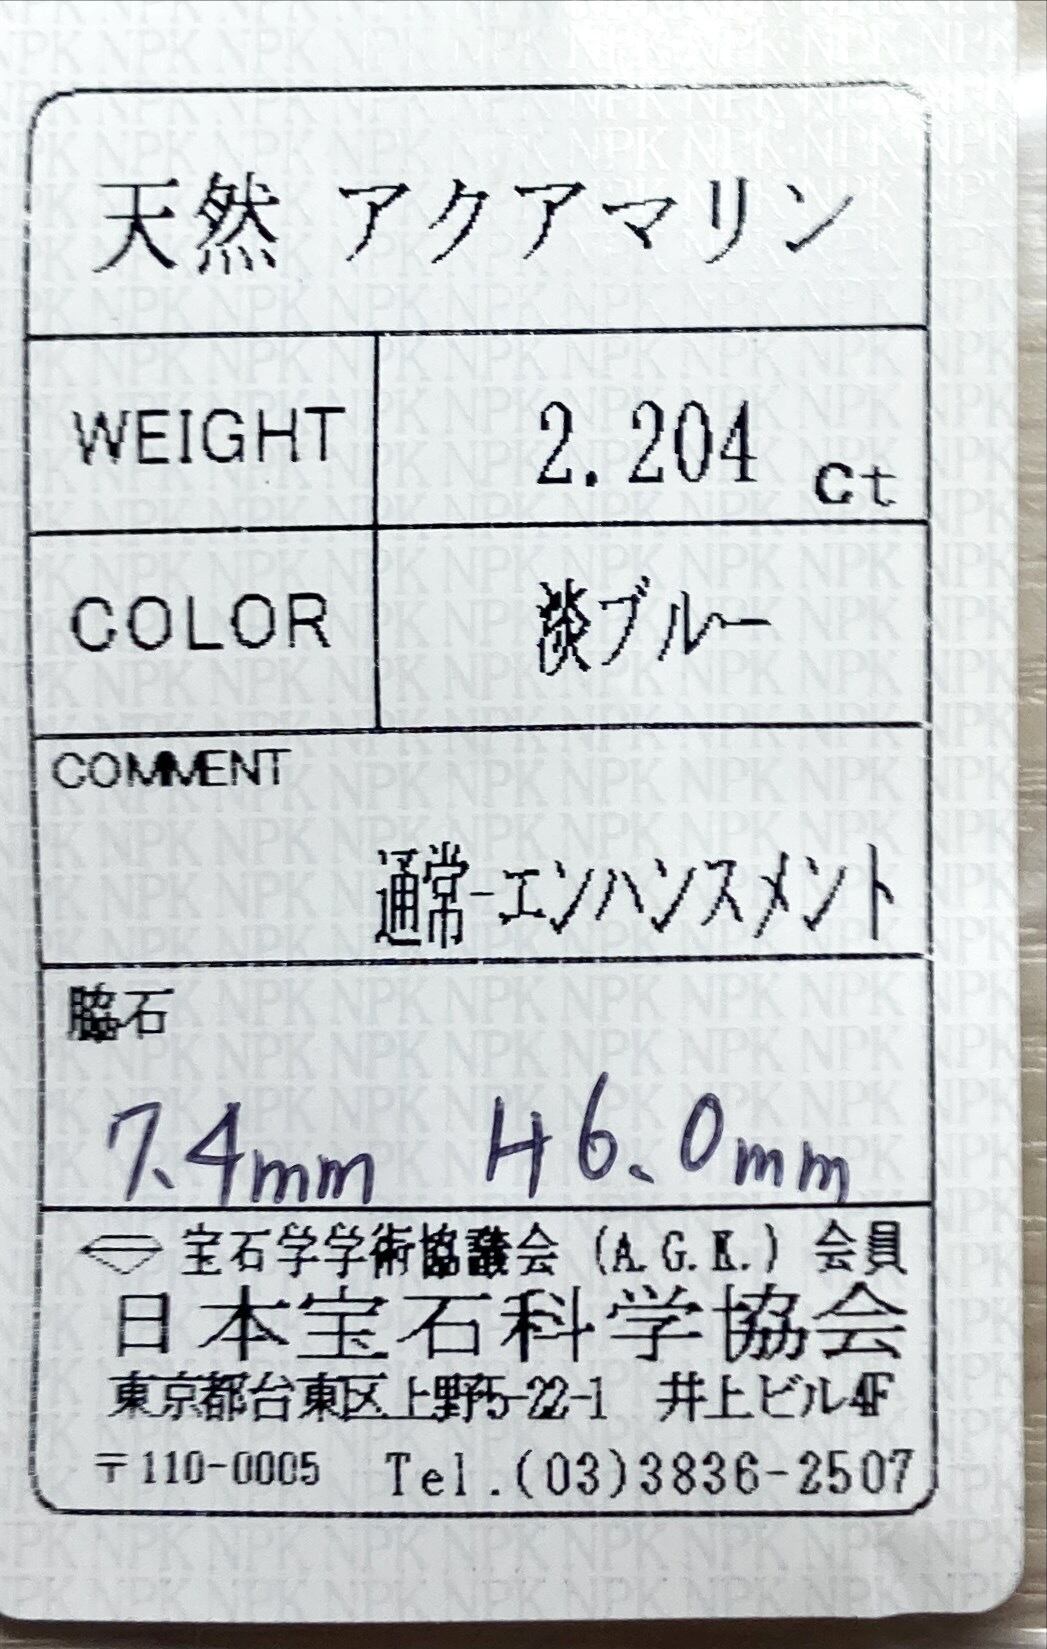 天然 アクアマリン
WEIGHT 2.204 ct
COLOR 淡ブルー
COMMENT
通常-エンハンスメント
脇石
7.4mm H6.0mm
宝石学学術協議会 (A.G.K.) 会員
日本宝石科学協会
東京都台東区上野5-22-1 井上ビル4F
〒110-0005 Tel.(03)3836-2507
NPK